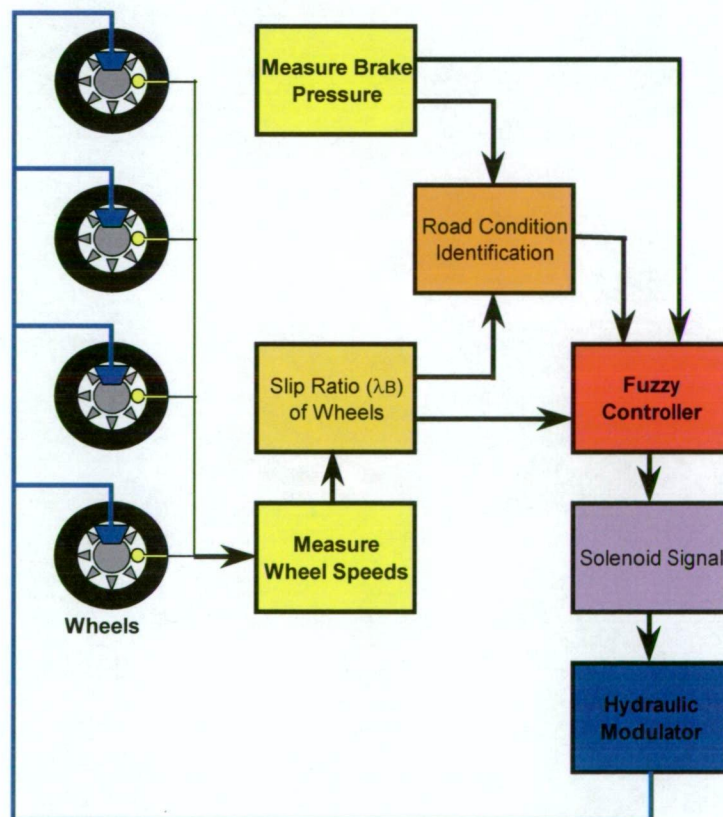 Measure Brake
Pressure
Road Condition
Identification
Slip Ratio (λB)
of Wheels
Fuzzy
Controller
Measure
Wheel Speeds
Solenoid Signal
Wheels
Hydraulic
Modulator